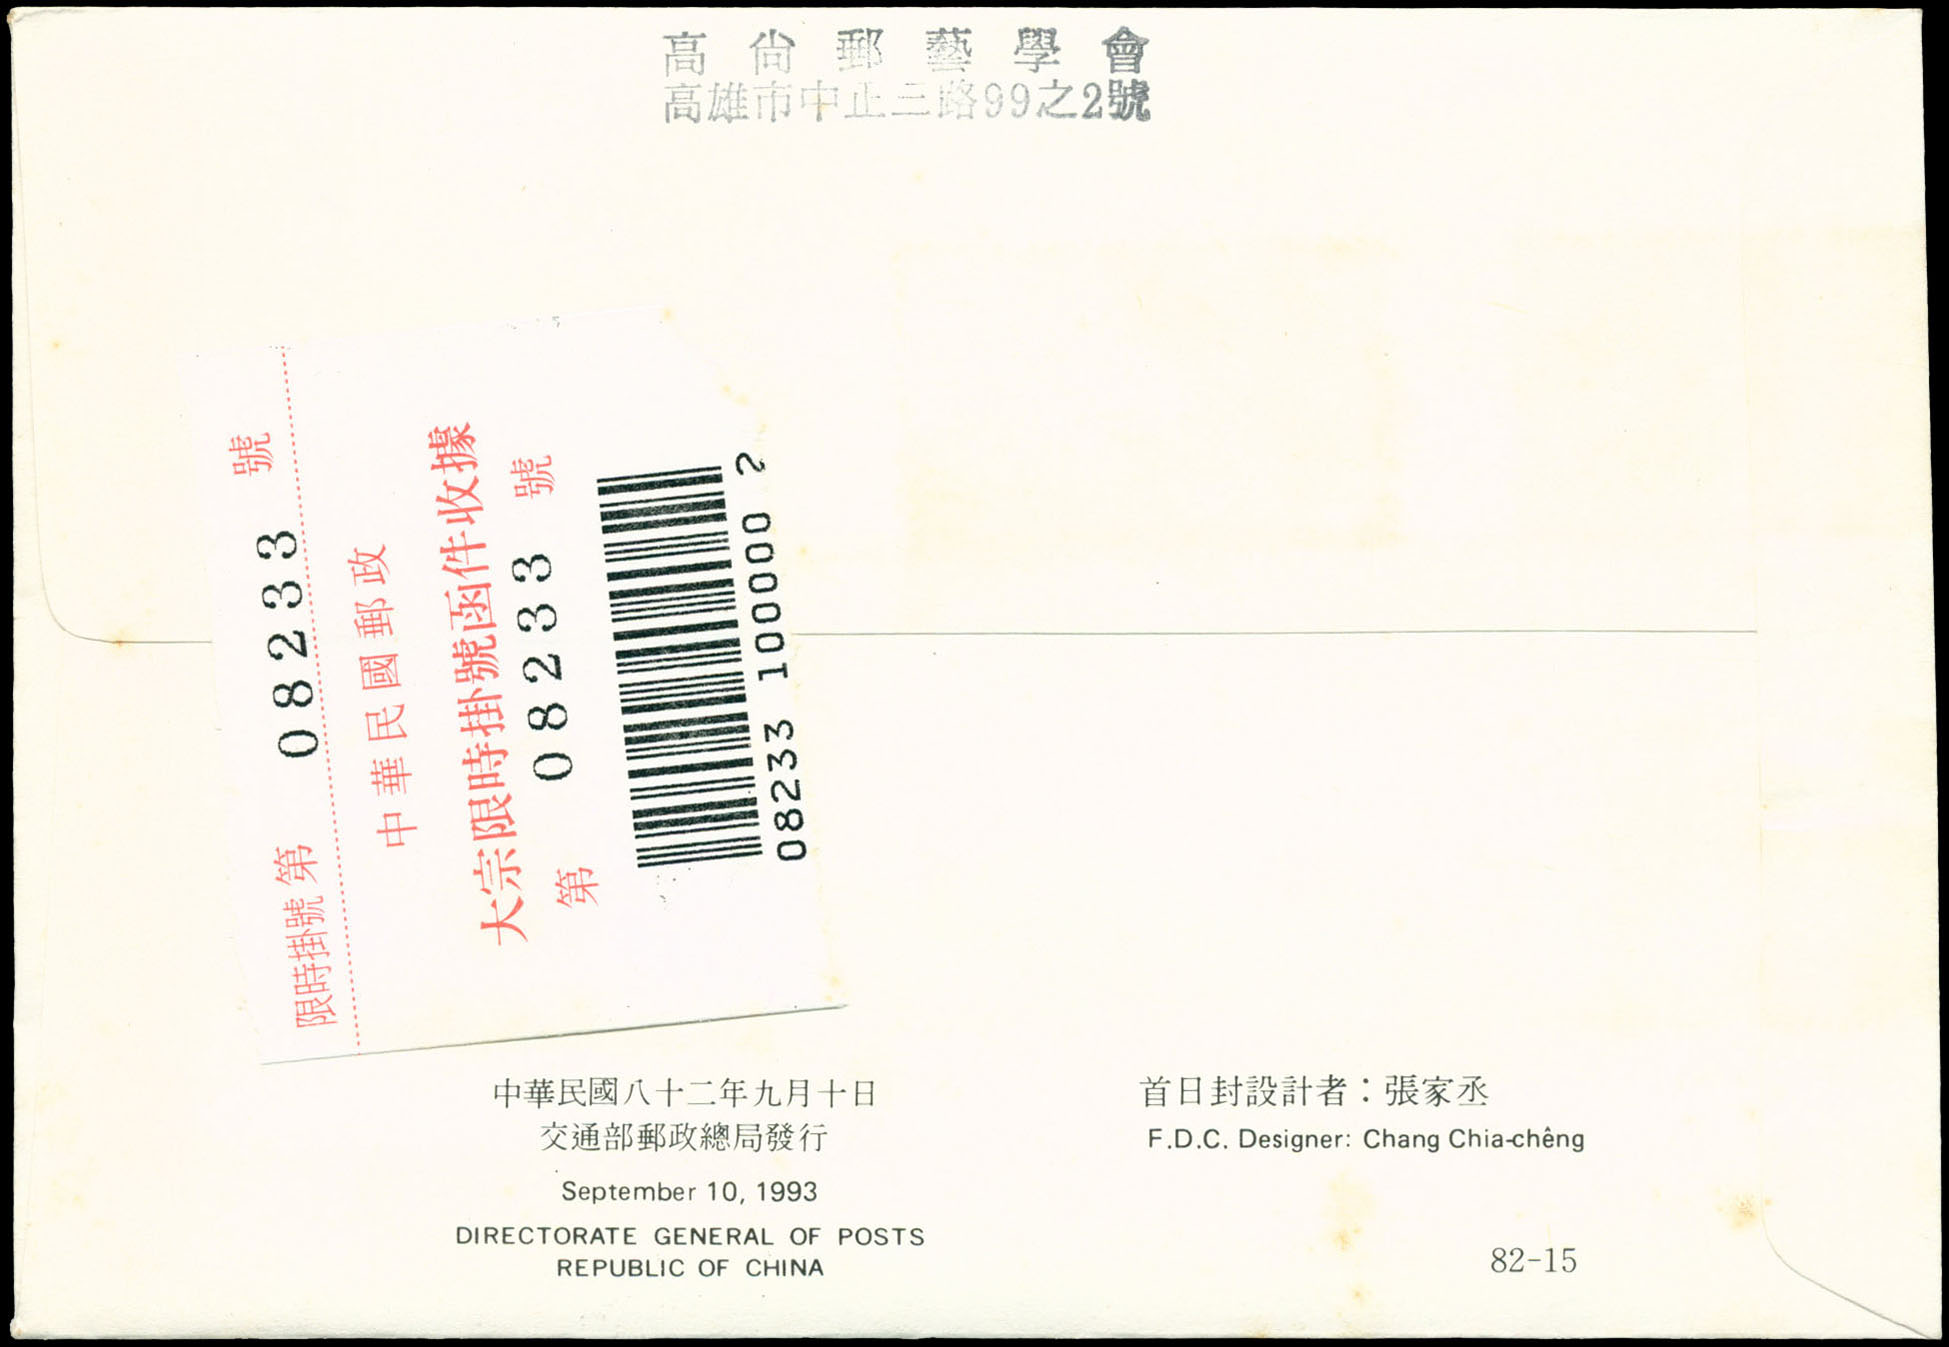 高尚郵藝學會
高雄市中正三路99之2號
限時掛號第 08233 號
中華民國郵政
大宗限時掛號函件收據
第 08233 號
08233 100000 2
中華民國八十二年九月十日
交通部郵政總局發行
September 10, 1993
DIRECTORATE GENERAL OF POSTS
REPUBLIC OF CHINA
首日封設計者：張家丞
F.D.C. Designer: Chang Chia-chêng
82-15